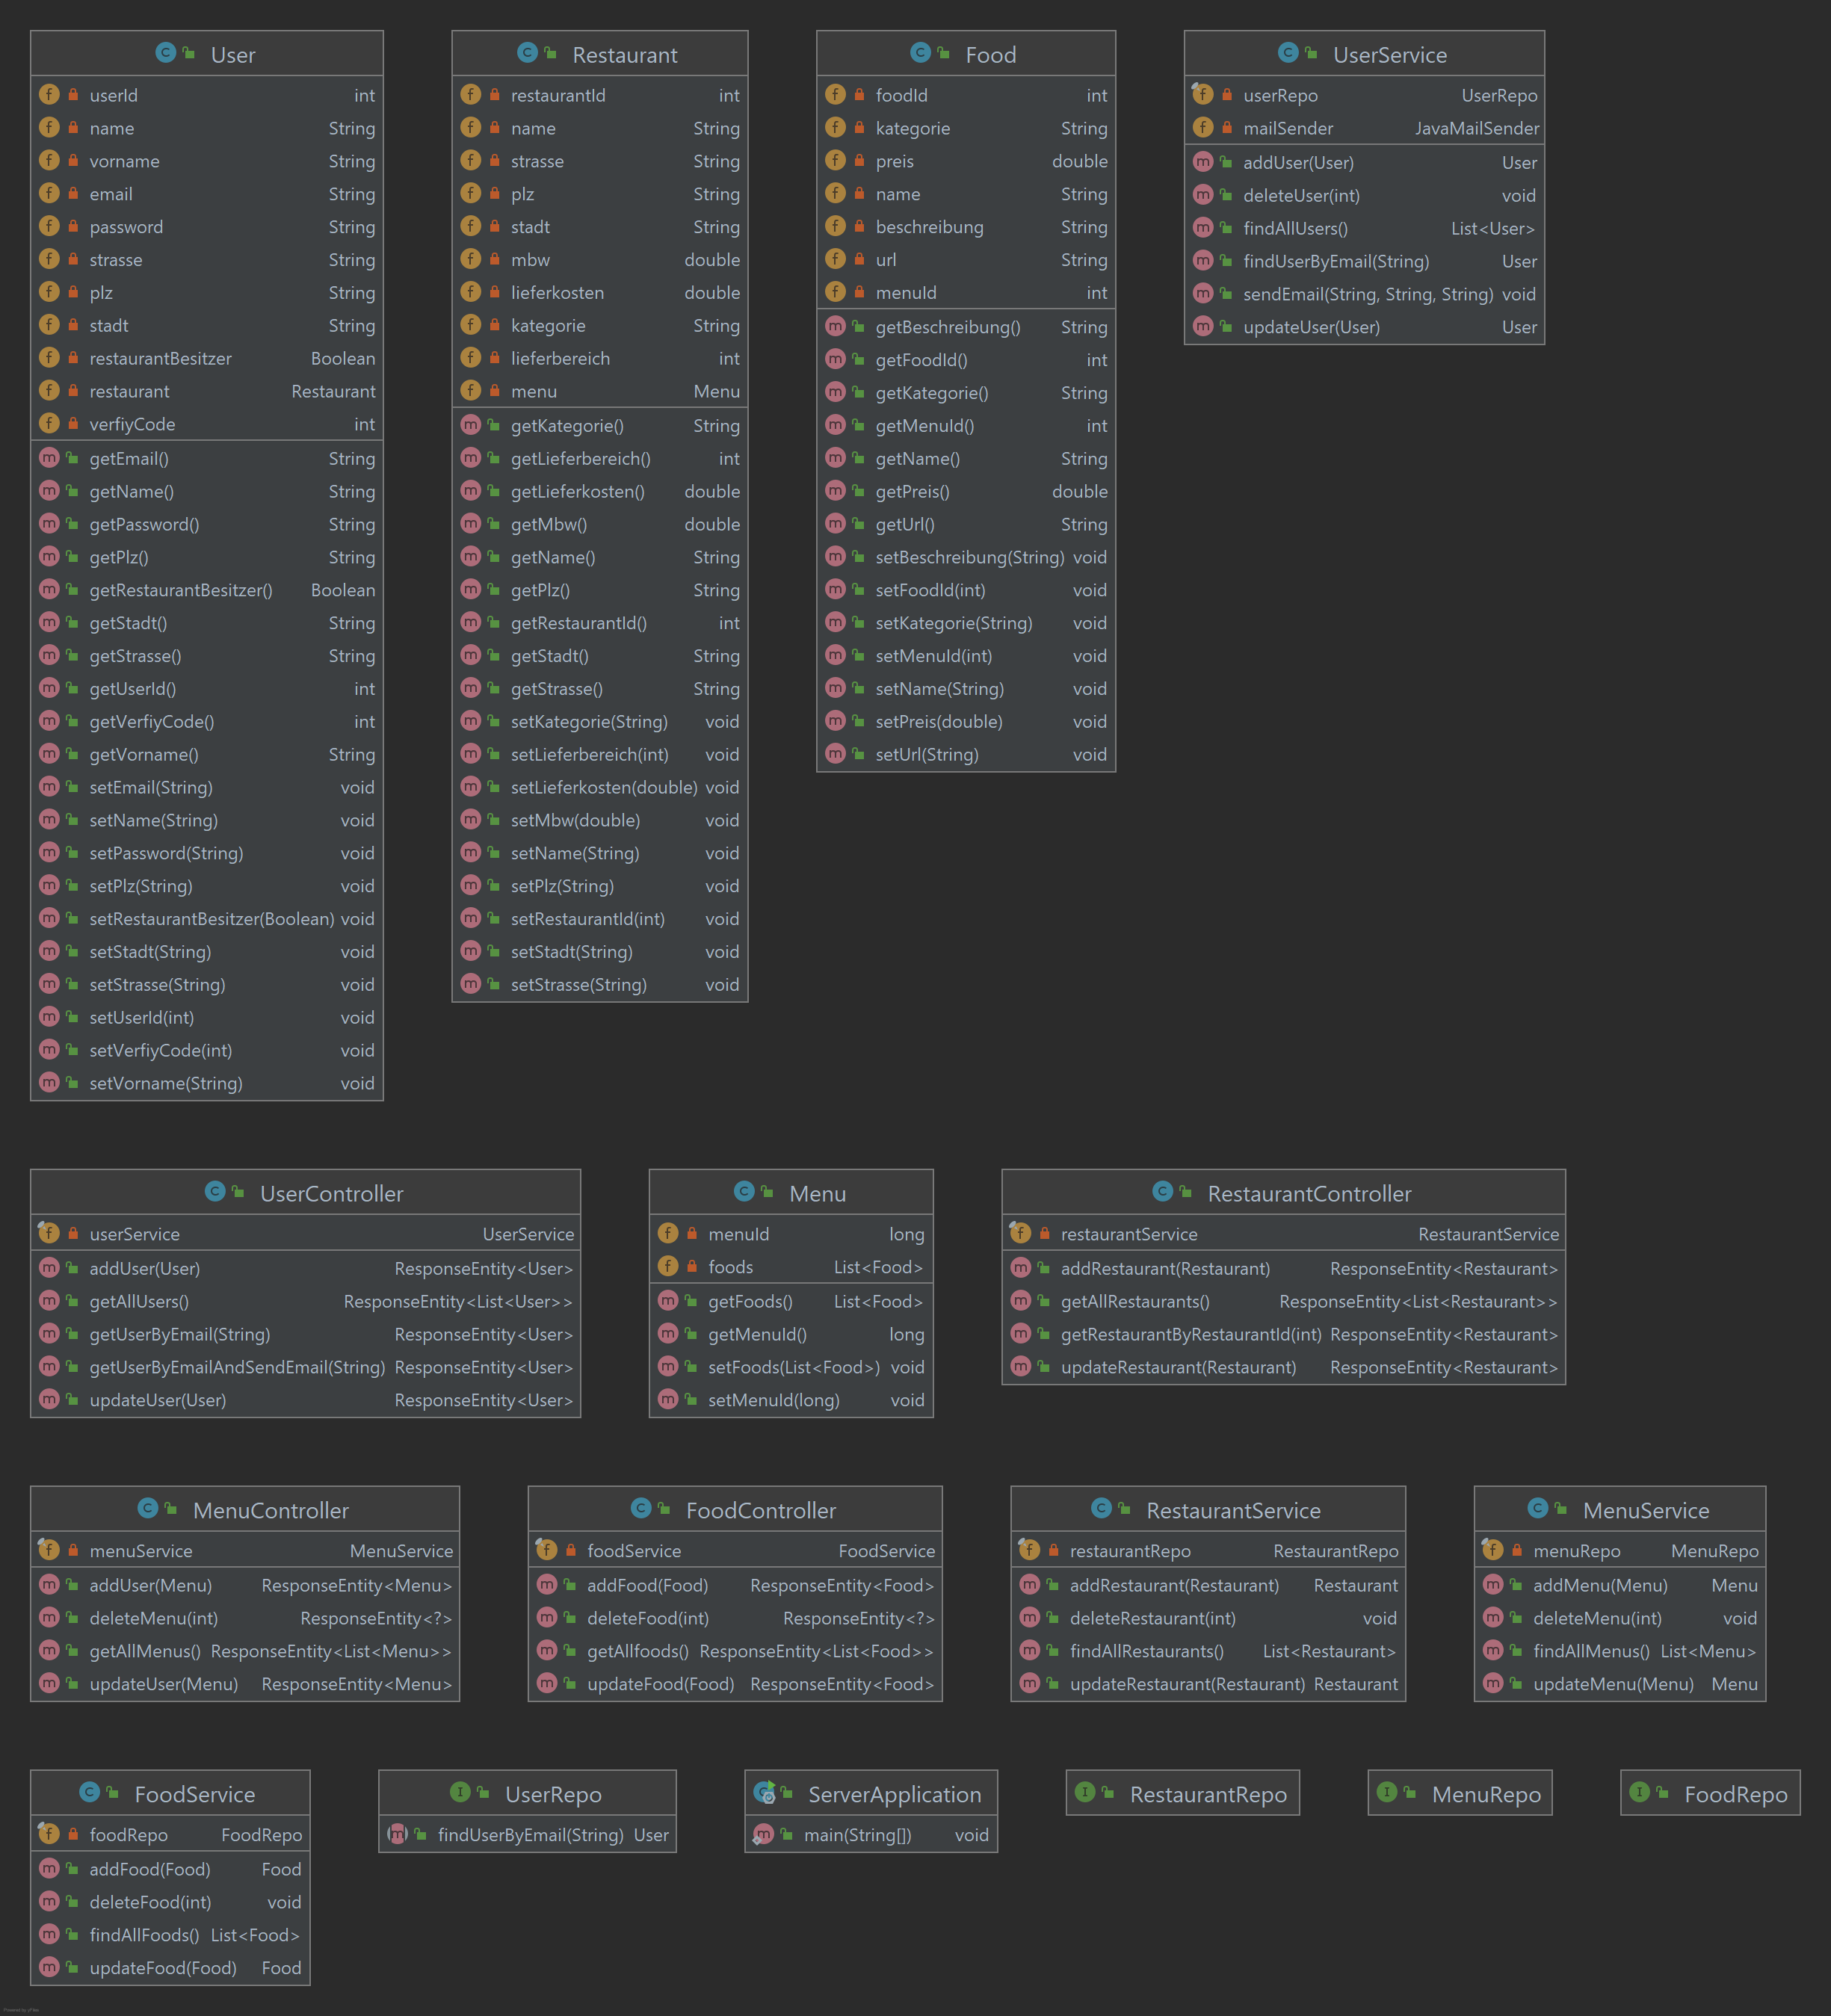 User
userId int
name String
vorname String
email String
password String
strasse String
plz String
stadt String
restaurantBesitzer Boolean
restaurant Restaurant
verfiyCode int
getEmail() String
getName() String
getPassword() String
getPlz() String
getRestaurantBesitzer() Boolean
getStadt() String
getStrasse() String
getUserId() int
getVerfiyCode() int
getVorname() String
setEmail(String) void
setName(String) void
setPassword(String) void
setPlz(String) void
setRestaurantBesitzer(Boolean) void
setStadt(String) void
setStrasse(String) void
setUserId(int) void
setVerfiyCode(int) void
setVorname(String) void
Restaurant
restaurantId int
name String
strasse String
plz String
stadt String
mbw double
lieferkosten double
kategorie String
lieferbereich int
menu Menu
getKategorie() String
getLieferbereich() int
getLieferkosten() double
getMbw() double
getName() String
getPlz() String
getRestaurantId() int
getStadt() String
getStrasse() String
setKategorie(String) void
setLieferbereich(int) void
setLieferkosten(double) void
setMbw(double) void
setName(String) void
setPlz(String) void
setRestaurantId(int) void
setStadt(String) void
setStrasse(String) void
Food
foodId int
kategorie String
preis double
name String
beschreibung String
url String
menuId int
getBeschreibung() String
getFoodId() int
getKategorie() String
getMenuId() int
getName() String
getPreis() double
getUrl() String
setBeschreibung(String) void
setFoodId(int) void
setKategorie(String) void
setMenuId(int) void
setName(String) void
setPreis(double) void
setUrl(String) void
UserService
userRepo UserRepo
mailSender JavaMailSender
addUser(User) User
deleteUser(int) void
findAllUsers() List<User>
findUserByEmail(String) User
sendEmail(String, String, String) void
updateUser(User) User
UserController
userService UserService
addUser(User) ResponseEntity<User>
getAllUsers() ResponseEntity<List<User>>
getUserByEmail(String) ResponseEntity<User>
getUserByEmailAndSendEmail(String) ResponseEntity<User>
updateUser(User) ResponseEntity<User>
Menu
menuId long
foods List<Food>
getFoods() List<Food>
getMenuId() long
setFoods(List<Food>) void
setMenuId(long) void
RestaurantController
restaurantService RestaurantService
addRestaurant(Restaurant) ResponseEntity<Restaurant>
getAllRestaurants() ResponseEntity<List<Restaurant>>
getRestaurantByRestaurantId(int) ResponseEntity<Restaurant>
updateRestaurant(Restaurant) ResponseEntity<Restaurant>
MenuController
menuService MenuService
addUser(Menu) ResponseEntity<Menu>
deleteMenu(int) ResponseEntity<?>
getAllMenus() ResponseEntity<List<Menu>>
updateUser(Menu) ResponseEntity<Menu>
FoodController
foodService FoodService
addFood(Food) ResponseEntity<Food>
deleteFood(int) ResponseEntity<?>
getAllfoods() ResponseEntity<List<Food>>
updateFood(Food) ResponseEntity<Food>
RestaurantService
restaurantRepo RestaurantRepo
addRestaurant(Restaurant) Restaurant
deleteRestaurant(int) void
findAllRestaurants() List<Restaurant>
updateRestaurant(Restaurant) Restaurant
MenuService
menuRepo MenuRepo
addMenu(Menu) Menu
deleteMenu(int) void
findAllMenus() List<Menu>
updateMenu(Menu) Menu
FoodService
foodRepo FoodRepo
addFood(Food) Food
deleteFood(int) void
findAllFoods() List<Food>
updateFood(Food) Food
UserRepo
findUserByEmail(String) User
ServerApplication
main(String[]) void
RestaurantRepo
MenuRepo
FoodRepo
Powered by yFiles